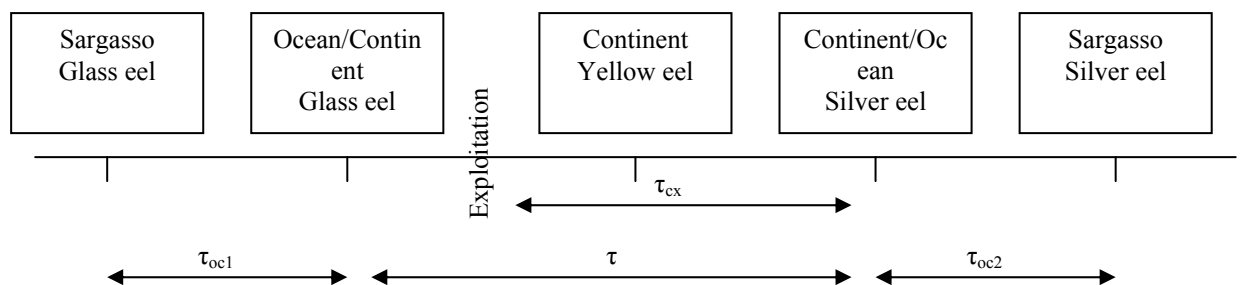 Sargasso
Glass eel
Ocean/Contin
ent
Glass eel
Exploitation
Continent
Yellow eel
Continent/Oc
ean
Silver eel
Sargasso
Silver eel
τcx
τoc1
τ
τoc2